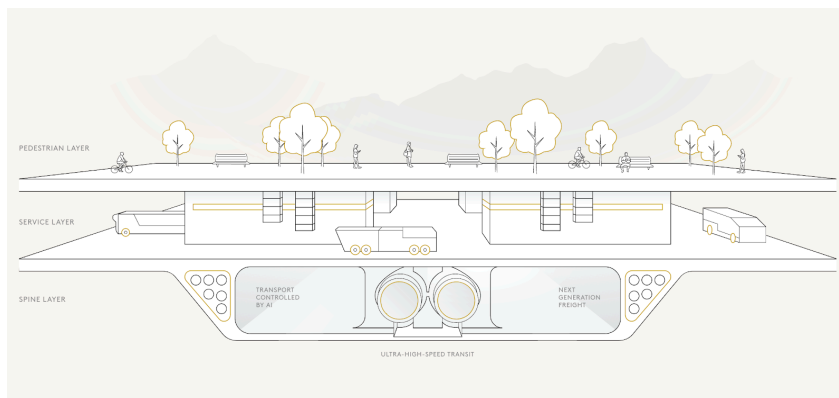 PEDESTRIAN LAYER
SERVICE LAYER
SPINE LAYER
TRANSPORT
CONTROLLED
BY AI
NEXT
GENERATION
FREIGHT
ULTRA-HIGH-SPEED TRANSIT